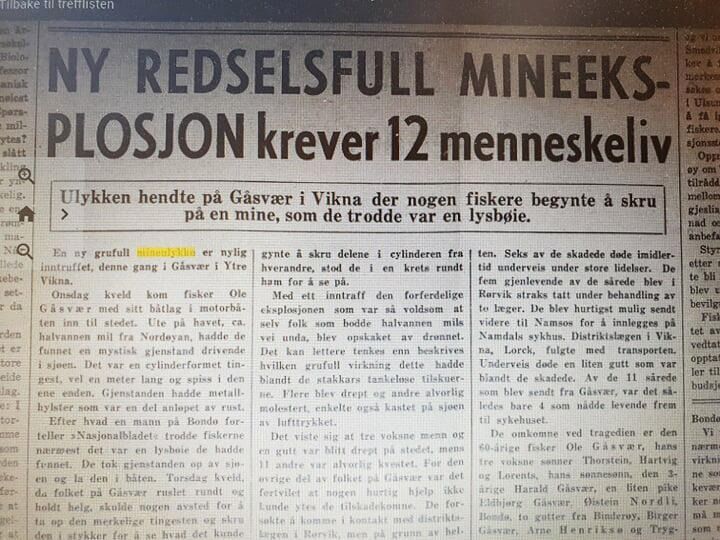 Tilbake til trefflisten
NY REDSELSFULL MINEEKS-
PLOSJON krever 12 menneskeliv
Ulykken hendte på Gåsvær i Vikna der nogen fiskere begynte å skru
på en mine, som de trodde var en lysbøie.
En ny grufull mineulykke er nylig
inntruffet, denne gang i Gåsvær i Ytre
Vikna.
Onsdag kveld kom fisker Ole
Gåsvær med sitt båtlag i motorbå-
ten inn til stedet. Ute på havet, ca.
halvannen mil fra Nordøyan, hadde de
funnet en mystisk gjenstand drivende
i sjøen. Det var en cylinderformet tin-
gest, vel en meter lang og spiss i den
ene enden. Gjenstanden hadde metall-
hylster som var en del anløpet av rust.
Efter hvad en mann på Bondø for-
teller »Nasjonalbladet« trodde fiskerne
nærmest det var en lysboie de hadde
funnet. De tok gjenstanden op av sjø-
en og la den i båten. Torsdag kveld,
da folket på Gåsvær ruslet rundt og
holdt helg, skulde nogen avsted for å
ta op den merkelige tingesten og skru
den i stykker for å se hvad det kunde
gynte å skru delene i cylinderen fra
hverandre, stod de i en krets rundt
ham for å se på.
Med ett inntraff den forferdelige
eksplosjonen som var så voldsom at
selv folk som bodde halvannen mils
vei unda, blev opskaket av drønnet.
Det kan lettere tenkes enn beskrives
hvilken grufull virkning dette hadde
blandt de stakkars tankeløse tilskuer-
ne. Flere blev drept og andre alvorlig
molestert, enkelte også kastet på sjøen
av lufttrykket.
Det viste sig at tre voksne menn og
en gutt var blitt drept på stedet, mens
11 andre var alvorlig kvestet. For den
øvrige del av folket på Gåsvær var det
fortvilet at nogen hurtig hjelp ikke
kunde ytes de tilskadekomne. De for-
søkte å komme i kontakt med distrikts-
lægen i Rørvik, men på grunn av hel-
ten. Seks av de skadede døde imidler-
tid underveis under store lidelser. De
fem gjenlevende av de sårede blev i
Rørvik straks tatt under behandling av
to læger. De blev hurtigst mulig sendt
videre til Namsos for å innlegges på
Namdals sykhus. Distriktslægen i Vik-
na, Lorck, fulgte med transporten.
Underveis døde en liten gutt som var
blandt de skadede. Av de 11 sårede
som blev sendt fra Gåsvær, var det så-
ledes bare 4 som nådde levende frem
til sykehuset.
De omkomne ved tragedien er den
60-årige fisker Ole Gåsvær, hans
tre voksne sønner Thorstein, Hartvig
og Lorents, hans sønnesønn, den 3-
årige Harald Gåsvær, en liten pike
Eldbjørg Gåsvær, Øistein Nordli,
Bondø, to gutter fra Binderøy, Birger
Gåsvær, Arne Henriksø og Tryg-